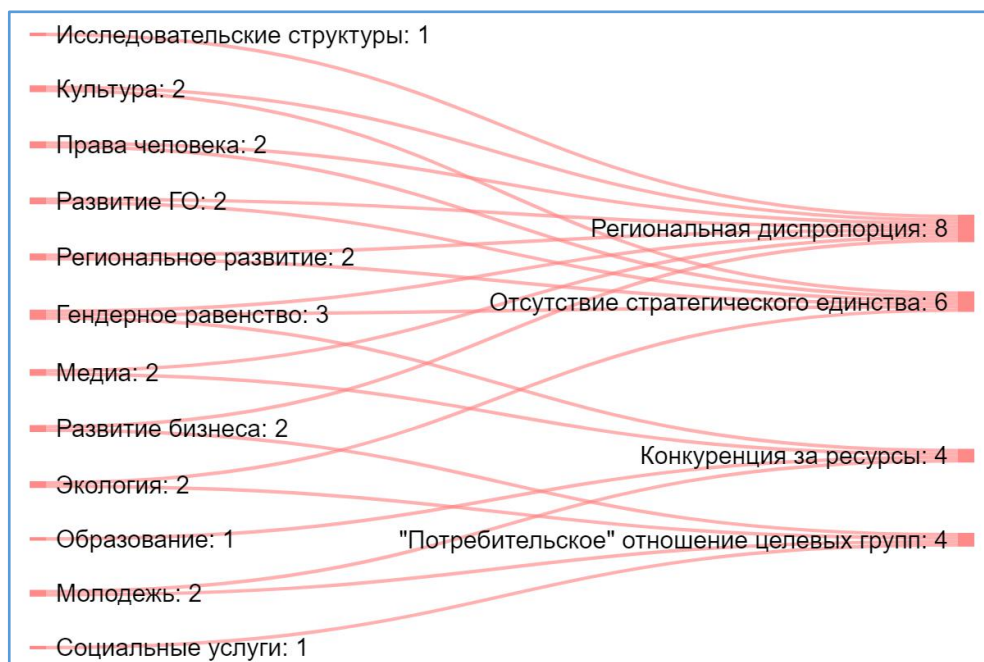 Исследовательские структуры: 1
Культура: 2
Права человека: 2
Развитие ГО: 2
Региональное развитие: 2
Гендерное равенство: 3
Медиа: 2
Развитие бизнеса: 2
Экология: 2
Образование: 1
Молодежь: 2
Социальные услуги: 1
Региональная диспропорция: 8
Отсутствие стратегического единства: 6
Конкуренция за ресурсы: 4
"Потребительское" отношение целевых групп: 4